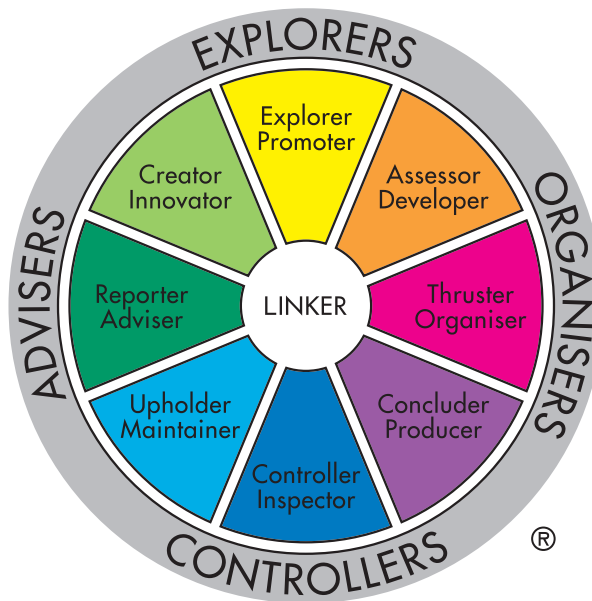 EXPLORERS
Explorer
Promoter
Creator
Innovator
Assessor
Developer
ADVISERS
ORGANISERS
Reporter
Adviser
LINKER
Thruster
Organiser
Upholder
Maintainer
Concluder
Producer
Controller
Inspector
CONTROLLERS
®